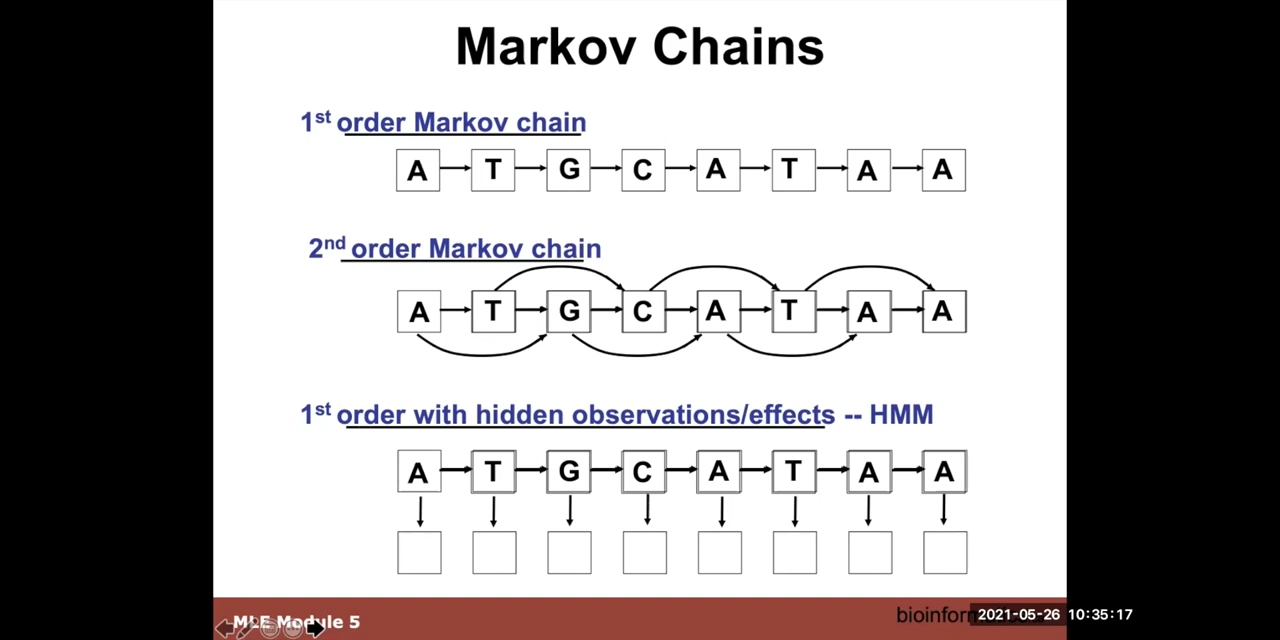 Markov Chains
1st order Markov chain
A T G C A T A A
2nd order Markov chain
A T G C A T A A
1st order with hidden observations/effects -- HMM
A T G C A T A A
MLE Module 5
2021-05-26 10:35:17